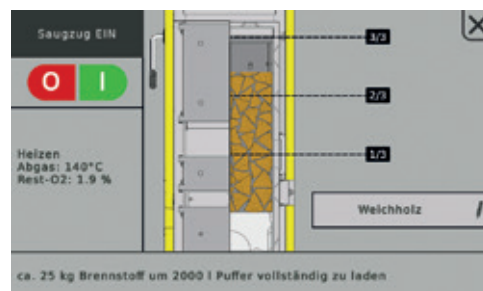 Saugzug EIN
O I
Heizen
Abgas: 140°C
Rest-O2: 1.9 %
3/3
2/3
1/3
Weichholz
ca. 25 kg Brennstoff um 2000 l Puffer vollständig zu laden